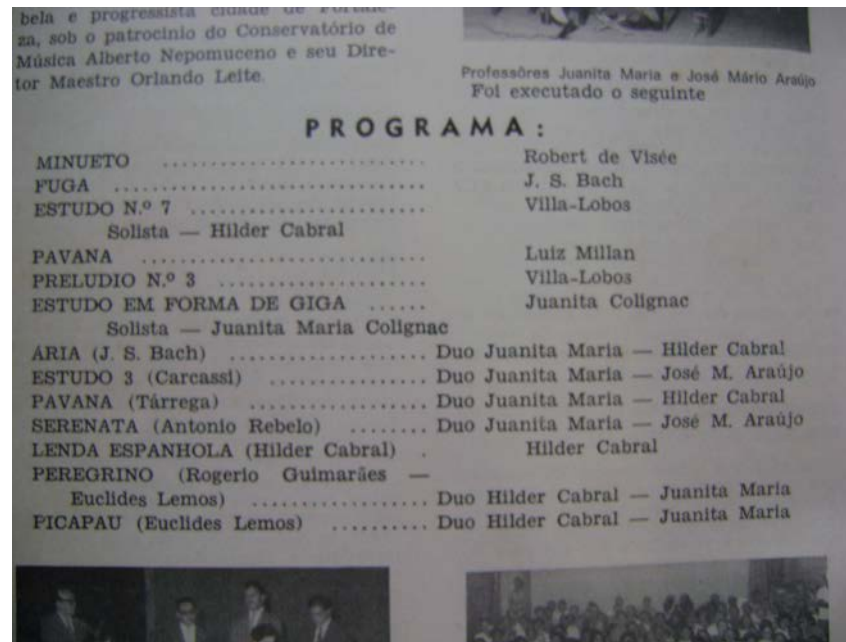 bela e progressista cidade de Fortale-
za, sob o patrocinio do Conservatório de
Música Alberto Nepomuceno e seu Dire-
tor Maestro Orlando Leite.
Professôres Juanita Maria e José Mário Araújo
Foi executado o seguinte
PROGRAMA:
MINUETO ........................... Robert de Visée
FUGA ................................ J. S. Bach
ESTUDO N.º 7 ........................ Villa-Lobos
Solista — Hilder Cabral
PAVANA ............................. Luiz Millan
PRELUDIO N.º 3 ..................... Villa-Lobos
ESTUDO EM FORMA DE GIGA ...... Juanita Colignac
Solista — Juanita Maria Colignac
ARIA (J. S. Bach) .................... Duo Juanita Maria — Hilder Cabral
ESTUDO 3 (Carcassi) ................ Duo Juanita Maria — José M. Araújo
PAVANA (Tárrega) .................. Duo Juanita Maria — Hilder Cabral
SERENATA (Antonio Rebelo) ........ Duo Juanita Maria — José M. Araújo
LENDA ESPANHOLA (Hilder Cabral) . Hilder Cabral
PEREGRINO (Rogerio Guimarães —
Euclides Lemos) .................. Duo Hilder Cabral — Juanita Maria
PICAPAU (Euclides Lemos) .......... Duo Hilder Cabral — Juanita Maria